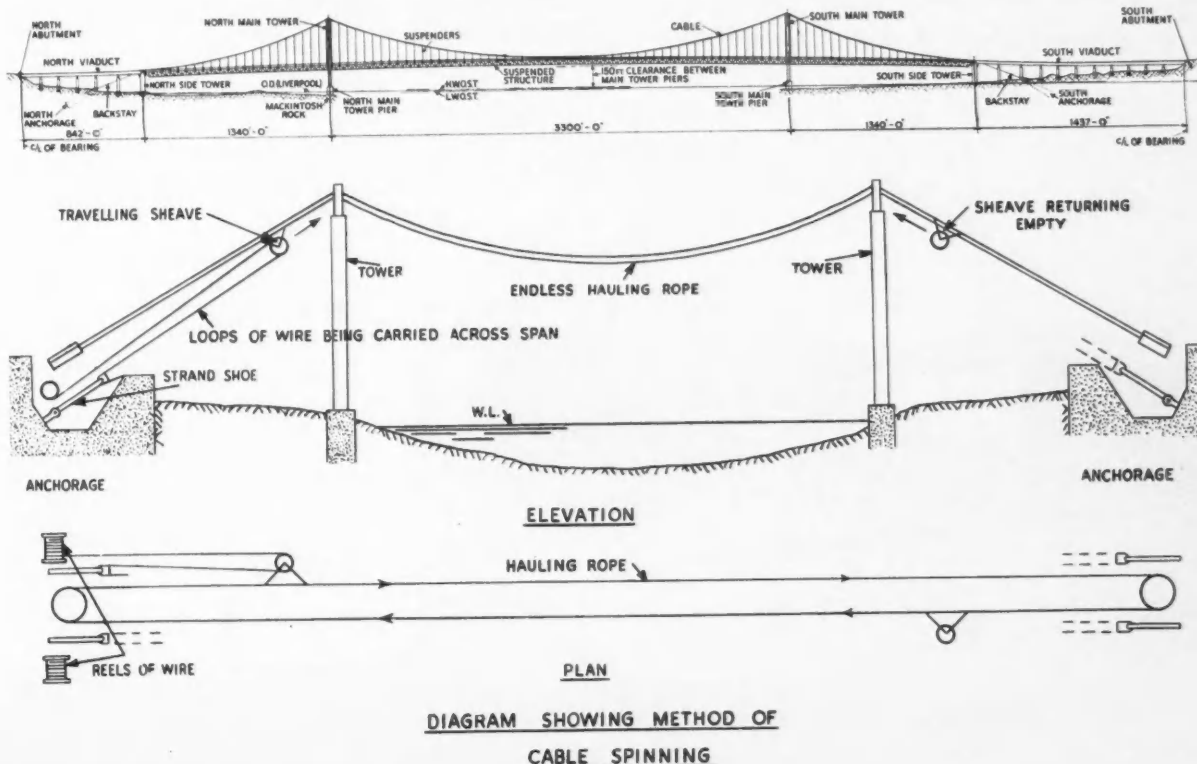 NORTH
ABUTMENT
NORTH VIADUCT
NORTH MAIN TOWER
SUSPENDERS
CABLE
SOUTH MAIN TOWER
SOUTH
ABUTMENT
SOUTH VIADUCT
NORTH SIDE TOWER
O.D.(LIVERPOOL)
SUSPENDED
STRUCTURE
150FT CLEARANCE BETWEEN
MAIN TOWER PIERS
SOUTH SIDE TOWER
HWOST
LWOST
NORTH
ANCHORAGE
BACKSTAY
MACKINTOSH
ROCK
NORTH MAIN
TOWER PIER
SOUTH MAIN
TOWER PIER
BACKSTAY
SOUTH
ANCHORAGE
842'-0"
1340'-0"
3300'-0"
1340'-0"
1437'-0"
C/L OF BEARING
C/L OF BEARING
TRAVELLING SHEAVE
SHEAVE RETURNING
EMPTY
TOWER
TOWER
ENDLESS HAULING ROPE
LOOPS OF WIRE BEING CARRIED ACROSS SPAN
STRAND SHOE
W.L.
ANCHORAGE
ANCHORAGE
ELEVATION
HAULING ROPE
REELS OF WIRE
PLAN
DIAGRAM SHOWING METHOD OF
CABLE SPINNING